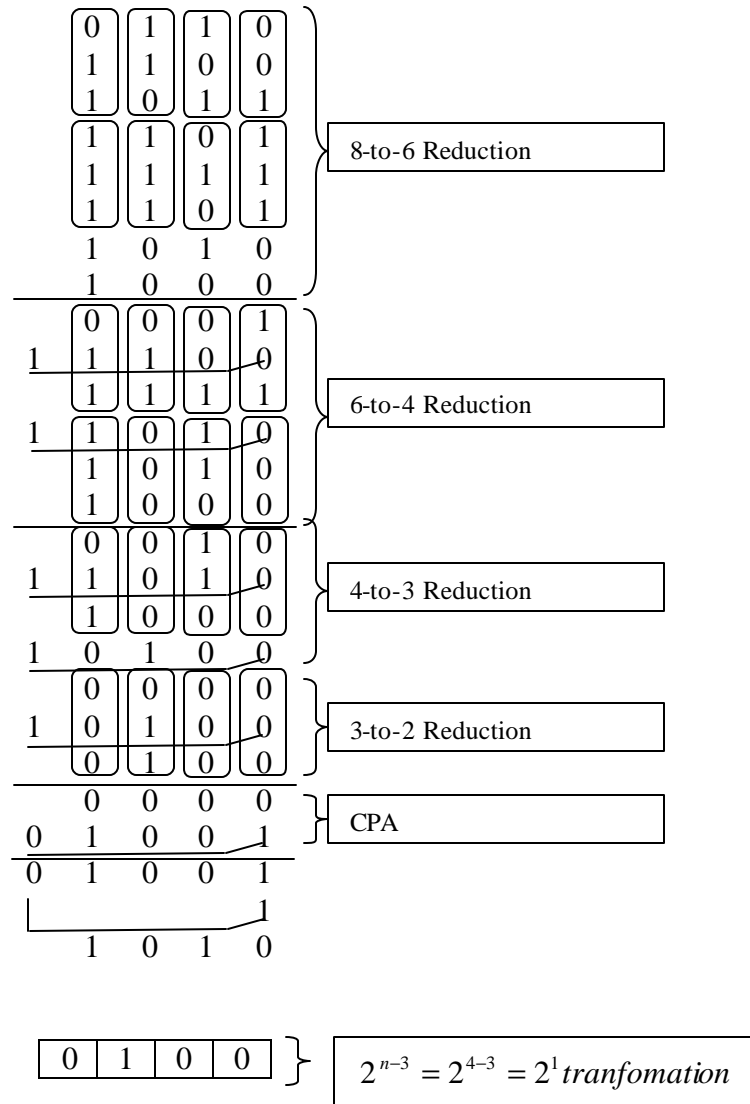 0 1 1 0
1 1 0 0
1 0 1 1
1 1 0 1
8-to-6 Reduction
1 1 1 1
1 1 0 1
1 0 1 0
1 0 0 0
0 0 0 1
1 1 1 0 0
1 1 1 1
6-to-4 Reduction
1 1 0 1 0
1 0 1 0
1 0 0 0
0 0 1 0
1 1 0 1 0
4-to-3 Reduction
1 0 0 0
1 0 1 0 0
0 0 0 0
1 0 1 0 0
3-to-2 Reduction
0 1 0 0
0 0 0 0
CPA
0 1 0 0 1
0 1 0 0 1
1
1 0 1 0
0 1 0 0
2^{n-3} = 2^{4-3} = 2^1 tranfomation